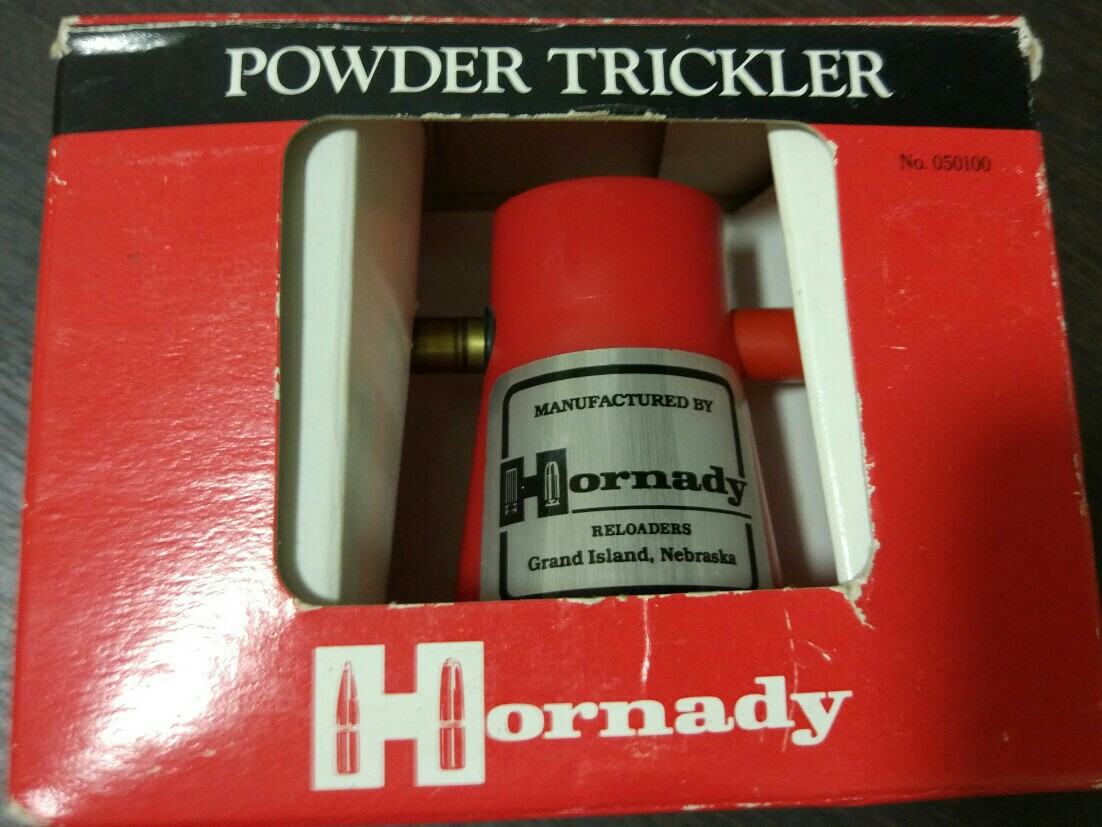 POWDER TRICKLER
No. 050100
MANUFACTURED BY
Hornady
RELOADERS
Grand Island, Nebraska
Hornady